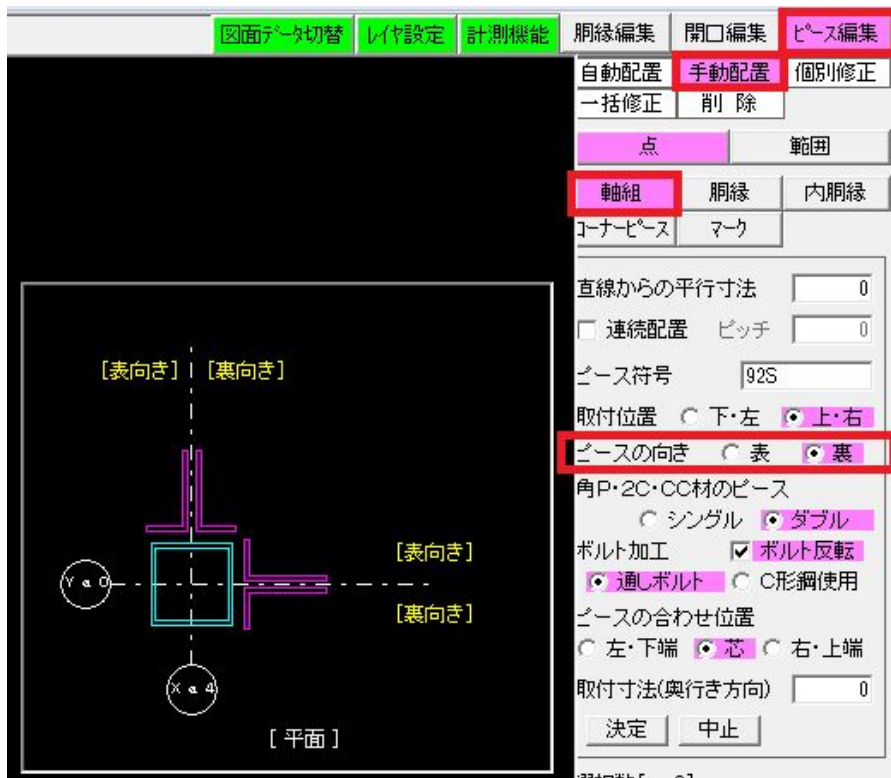 図面データ切替 レイヤ設定 計測機能 胴縁編集 開口編集 ピース編集
自動配置 手動配置 個別修正
一括修正 削 除
点 範囲
軸組 胴縁 内胴縁
コーナーピース マーク
直線からの平行寸法 0
連続配置 ピッチ 0
ピース符号 92S
取付位置 下・左 上・右
ピースの向き 表 裏
角P・2C・CC材のピース
シングル ダブル
ボルト加工 ボルト反転
通しボルト C形鋼使用
ピースの合わせ位置
左・下端 芯 右・上端
取付寸法(奥行き方向) 0
決定 中止
[表向き] [裏向き]
[表向き]
Y a 0
[裏向き]
X a 4
[ 平面 ]